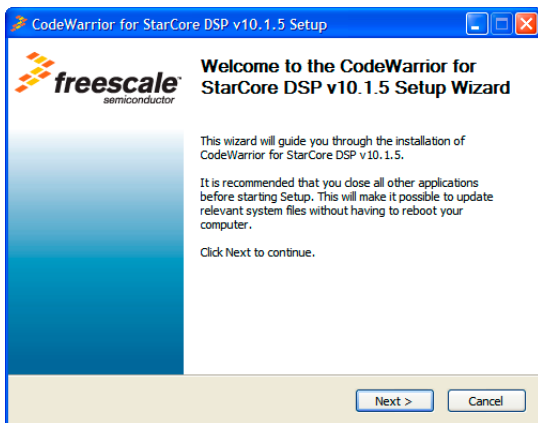 CodeWarrior for StarCore DSP v10.1.5 Setup
freescale
semiconductor
Welcome to the CodeWarrior for
StarCore DSP v10.1.5 Setup Wizard
This wizard will guide you through the installation of
CodeWarrior for StarCore DSP v10.1.5.
It is recommended that you close all other applications
before starting Setup. This will make it possible to update
relevant system files without having to reboot your
computer.
Click Next to continue.
Next >
Cancel